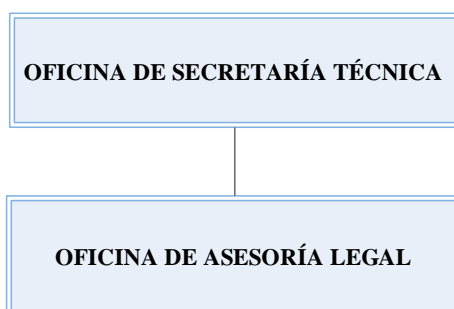 OFICINA DE SECRETARÍA TÉCNICA
OFICINA DE ASESORÍA LEGAL